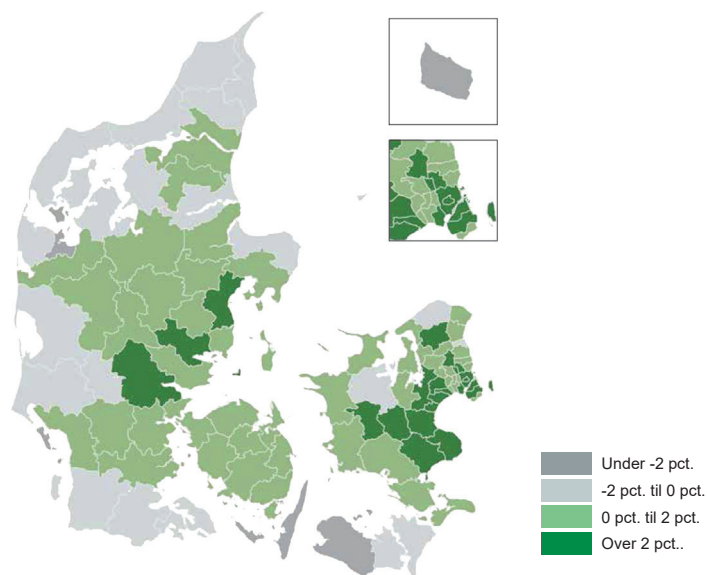 Under -2 pct.
-2 pct. til 0 pct.
0 pct. til 2 pct.
Over 2 pct..